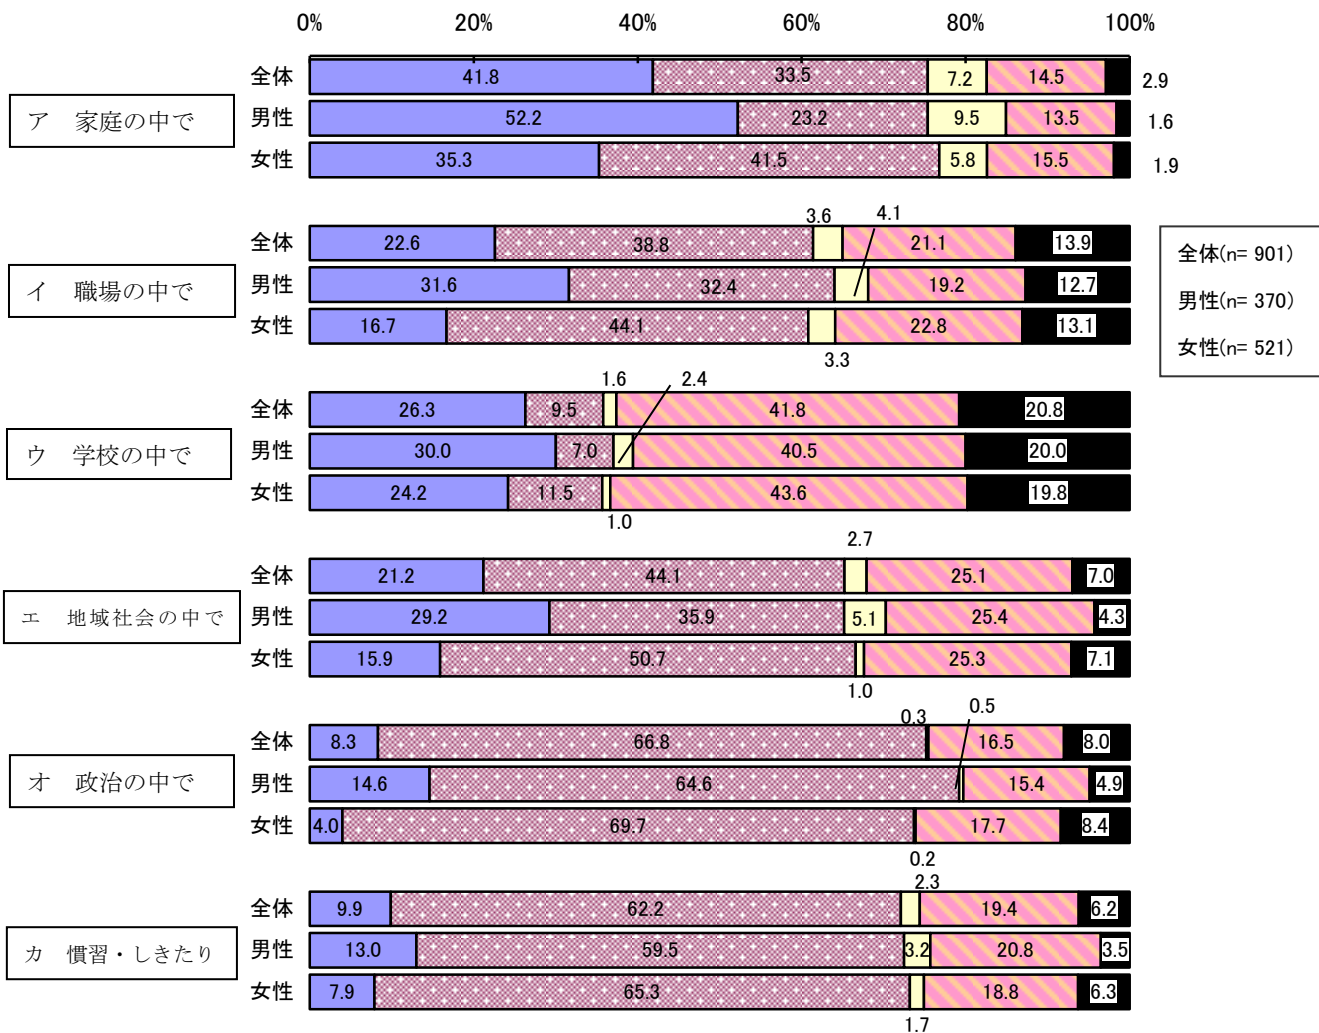 0% 20% 40% 60% 80% 100%
ア 家庭の中で
全体 41.8 33.5 7.2 14.5 2.9
男性 52.2 23.2 9.5 13.5 1.6
女性 35.3 41.5 5.8 15.5 1.9
イ 職場の中で
全体 22.6 38.8 3.6 21.1 13.9
男性 31.6 32.4 4.1 19.2 12.7
女性 16.7 44.1 3.3 22.8 13.1
全体(n= 901)
男性(n= 370)
女性(n= 521)
ウ 学校の中で
全体 26.3 9.5 1.6 41.8 20.8
男性 30.0 7.0 2.4 40.5 20.0
女性 24.2 11.5 1.0 43.6 19.8
エ 地域社会の中で
全体 21.2 44.1 2.7 25.1 7.0
男性 29.2 35.9 5.1 25.4 4.3
女性 15.9 50.7 1.0 25.3 7.1
オ 政治の中で
全体 8.3 66.8 0.3 16.5 8.0
男性 14.6 64.6 0.5 15.4 4.9
女性 4.0 69.7 0.2 17.7 8.4
カ 慣習・しきたり
全体 9.9 62.2 2.3 19.4 6.2
男性 13.0 59.5 3.2 20.8 3.5
女性 7.9 65.3 1.7 18.8 6.3